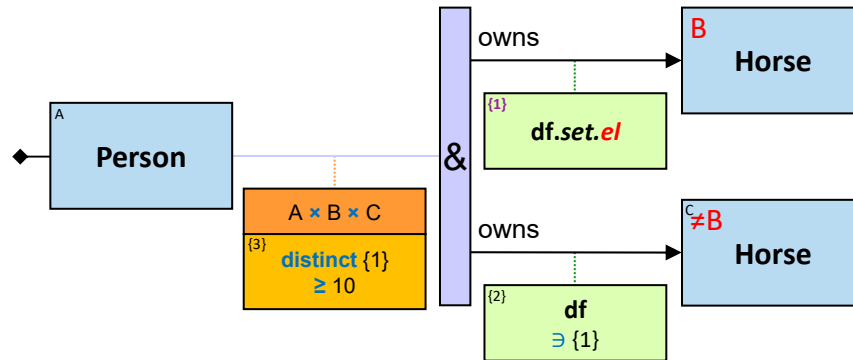 owns
B
Horse
{1}
df.set.el
A
Person
&
A × B × C
{3}
distinct {1}
≥ 10
owns
C
≠B
Horse
{2}
df
∋ {1}